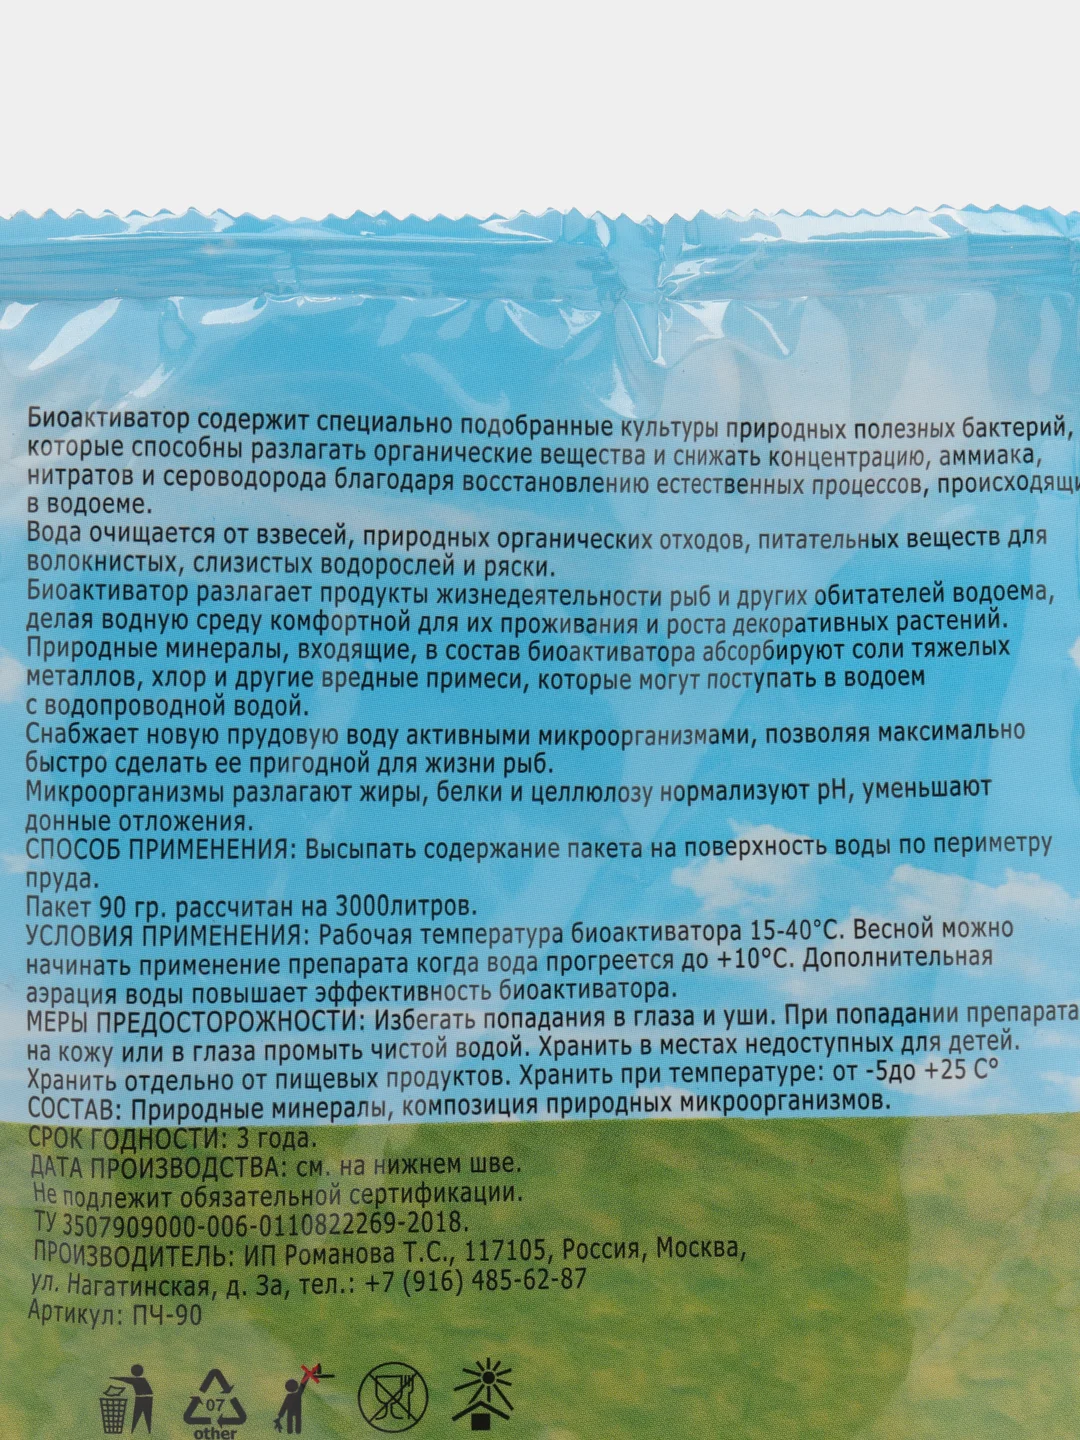 Биоактиватор содержит специально подобранные культуры природных полезных бактерий,
которые способны разлагать органические вещества и снижать концентрацию, аммиака,
нитратов и сероводорода благодаря восстановлению естественных процессов, происходящи
в водоеме.
Вода очищается от взвесей, природных органических отходов, питательных веществ для
волокнистых, слизистых водорослей и ряски.
Биоактиватор разлагает продукты жизнедеятельности рыб и других обитателей водоема,
делая водную среду комфортной для их проживания и роста декоративных растений.
Природные минералы, входящие, в состав биоактиватора абсорбируют соли тяжелых
металлов, хлор и другие вредные примеси, которые могут поступать в водоем
с водопроводной водой.
Снабжает новую прудовую воду активными микроорганизмами, позволяя максимально
быстро сделать ее пригодной для жизни рыб.
Микроорганизмы разлагают жиры, белки и целлюлозу нормализуют pH, уменьшают
донные отложения.
СПОСОБ ПРИМЕНЕНИЯ: Высыпать содержание пакета на поверхность воды по периметру
пруда.
Пакет 90 гр. рассчитан на 3000литров.
УСЛОВИЯ ПРИМЕНЕНИЯ: Рабочая температура биоактиватора 15-40°С. Весной можно
начинать применение препарата когда вода прогреется до +10°С. Дополнительная
аэрация воды повышает эффективность биоактиватора.
МЕРЫ ПРЕДОСТОРОЖНОСТИ: Избегать попадания в глаза и уши. При попадании препарата
на кожу или в глаза промыть чистой водой. Хранить в местах недоступных для детей.
Хранить отдельно от пищевых продуктов. Хранить при температуре: от -5до +25 С°
СОСТАВ: Природные минералы, композиция природных микроорганизмов.
СРОК ГОДНОСТИ: 3 года.
ДАТА ПРОИЗВОДСТВА: см. на нижнем шве.
Не подлежит обязательной сертификации.
ТУ 3507909000-006-0110822269-2018.
ПРОИЗВОДИТЕЛЬ: ИП Романова Т.С., 117105, Россия, Москва,
ул. Нагатинская, д. 3а, тел.: +7 (916) 485-62-87
Артикул: ПЧ-90
07
other